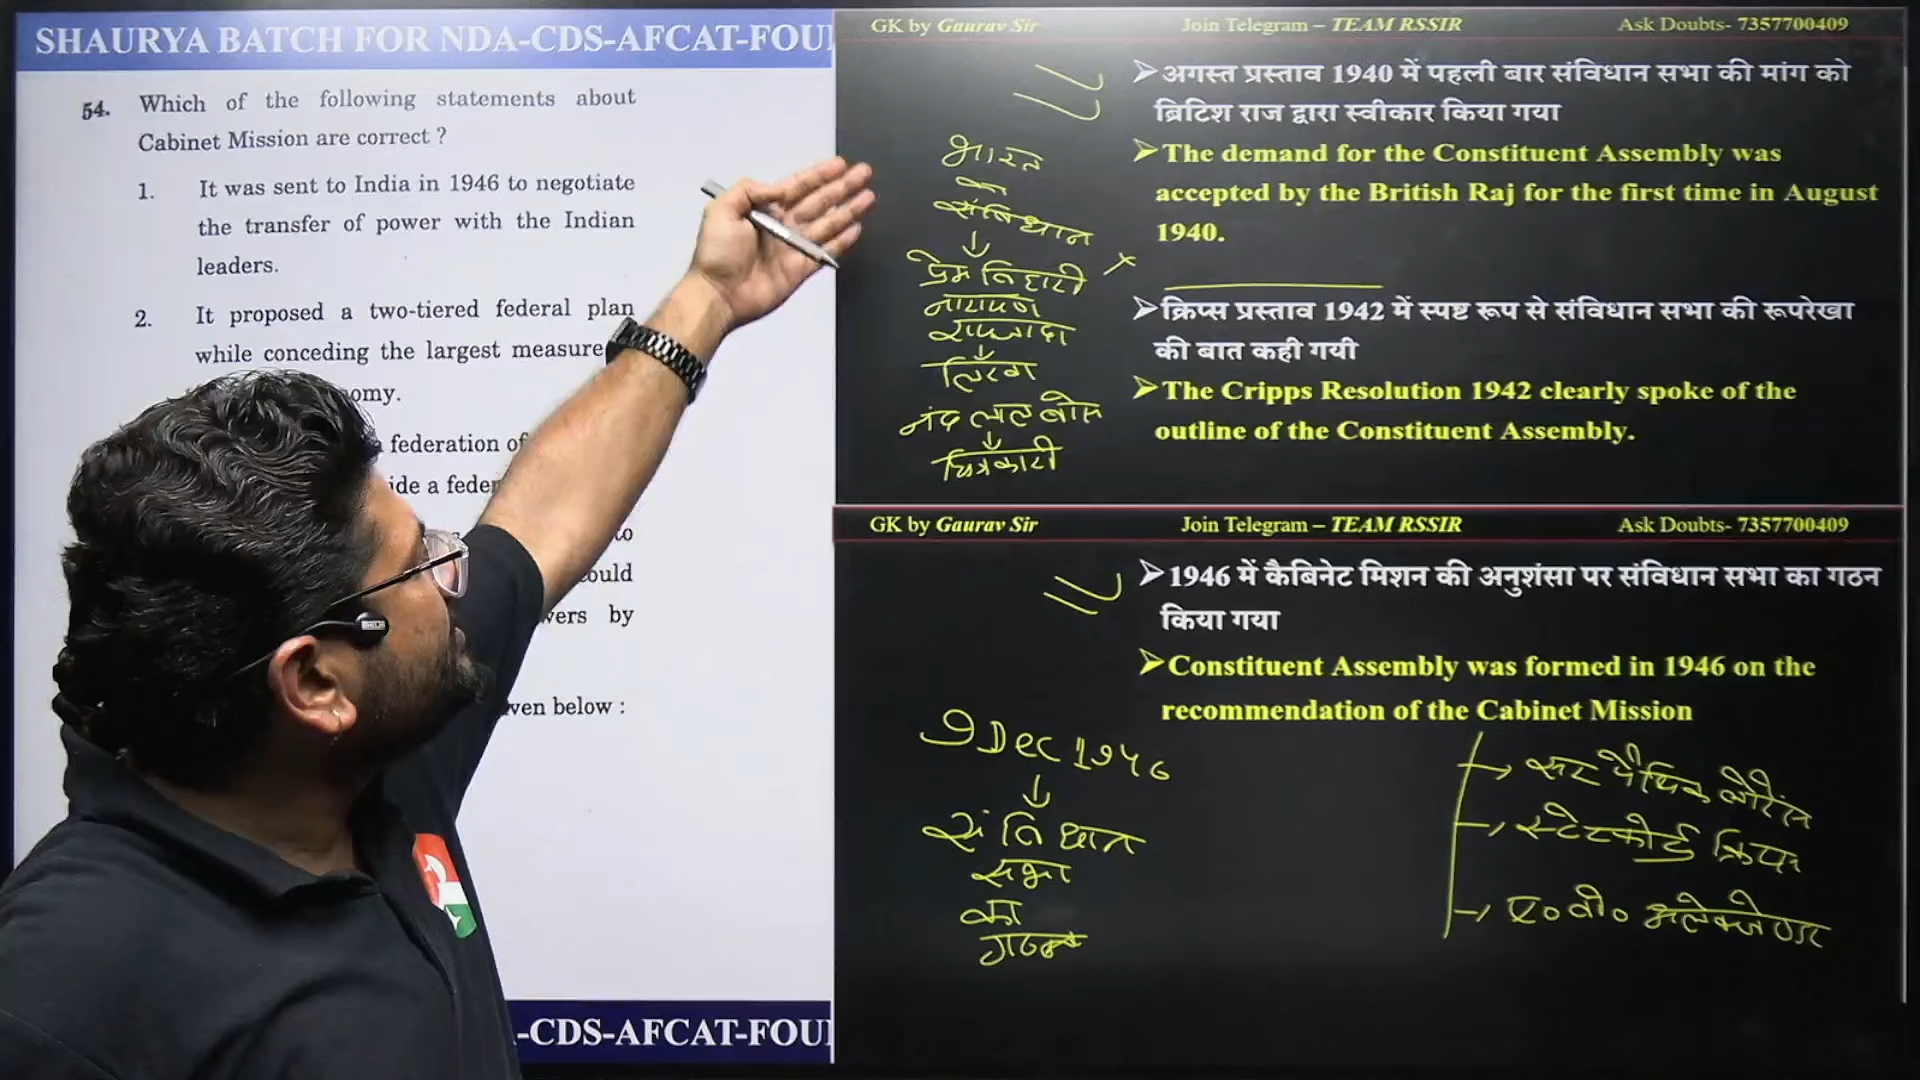 SHAURYA BATCH FOR NDA-CDS-AFCAT-FOU
54. Which of the following statements about
Cabinet Mission are correct ?
1. It was sent to India in 1946 to negotiate
the transfer of power with the Indian
leaders.
2. It proposed a two-tiered federal plan
while conceding the largest measure
omy.
federation of
ide a feder
to
ould
wers by
ven below :
-CDS-AFCAT-FOU
GK by Gaurav Sir Join Telegram – TEAM RSSIR Ask Doubts- 7357700409
➤अगस्त प्रस्ताव 1940 में पहली बार संविधान सभा की मांग को
ब्रिटिश राज द्वारा स्वीकार किया गया
➤The demand for the Constituent Assembly was
accepted by the British Raj for the first time in August
1940.
➤क्रिप्स प्रस्ताव 1942 में स्पष्ट रूप से संविधान सभा की रूपरेखा
की बात कही गयी
➤The Cripps Resolution 1942 clearly spoke of the
outline of the Constituent Assembly.
भारत
का
संविधान
प्रेम बिहारी
नारायण
रायजादा
नंद लाल बोस
चित्रकारी
GK by Gaurav Sir Join Telegram – TEAM RSSIR Ask Doubts- 7357700409
➤1946 में कैबिनेट मिशन की अनुशंसा पर संविधान सभा का गठन
किया गया
➤Constituent Assembly was formed in 1946 on the
recommendation of the Cabinet Mission
9 Dec 1946
संविधान
सभा
का
गठन
सर पैथिक लॉरेंस
स्टेफोर्ड क्रिप्स
ए० वी० अलेक्जेण्डर